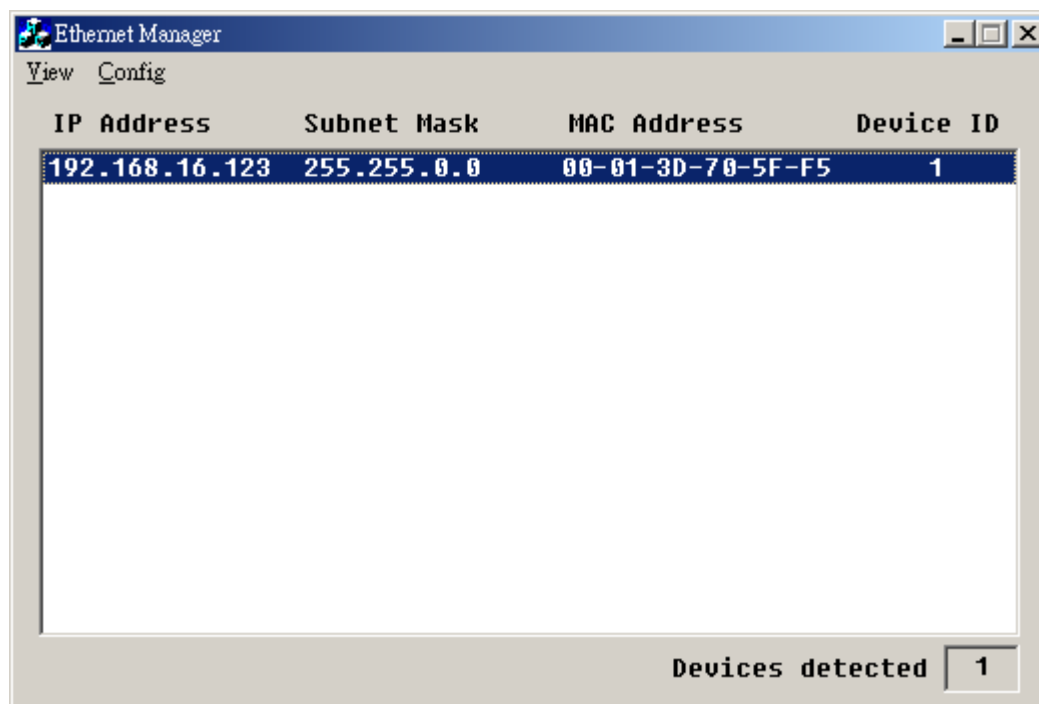 Ethernet Manager
View Config
IP Address Subnet Mask MAC Address Device ID
192.168.16.123 255.255.0.0 00-01-3D-70-5F-F5 1
Devices detected 1